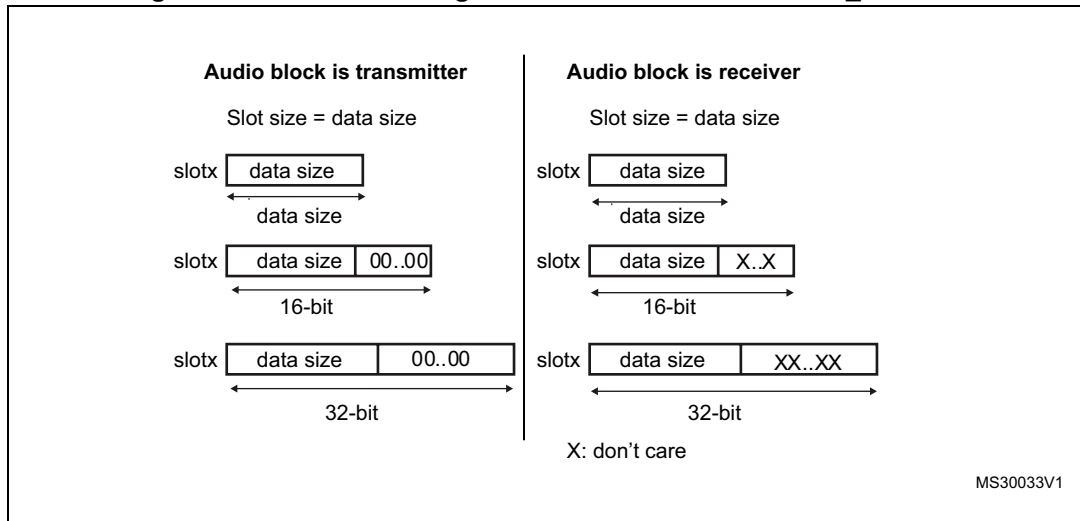 Audio block is transmitter
Slot size = data size
slotx data size
data size
slotx data size 00..00
16-bit
slotx data size 00..00
32-bit
Audio block is receiver
Slot size = data size
slotx data size
data size
slotx data size X..X
16-bit
slotx data size XX..XX
32-bit
X: don’t care
MS30033V1